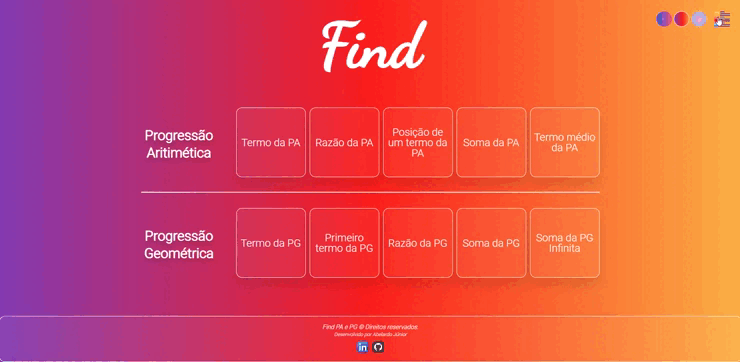 Find
Progressão
Aritimética
Termo da PA
Razão da PA
Posição de
um termo da
PA
Soma da PA
Termo médio
da PA
Progressão
Geométrica
Termo da PG
Primeiro
termo da PG
Razão da PG
Soma da PG
Soma da PG
Infinita
Find PA e PG © Direitos reservados.
Desenvolvido por Abelardo Júnior
in